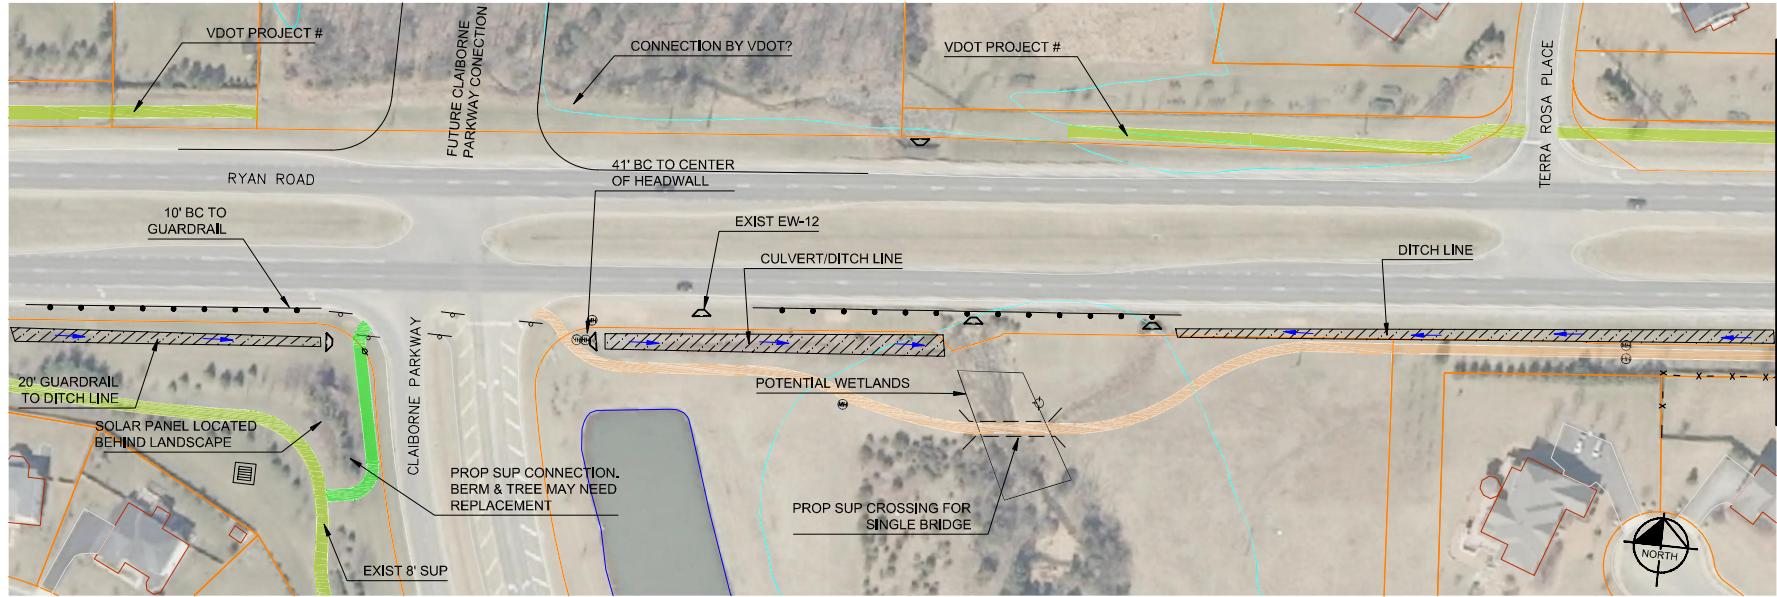 VDOT PROJECT #
FUTURE CLAIBORNE
PARKWAY CONECTION
CONNECTION BY VDOT?
VDOT PROJECT #
TERRA ROSA PLACE
RYAN ROAD
41' BC TO CENTER
OF HEADWALL
10' BC TO
GUARDRAIL
EXIST EW-12
CULVERT/DITCH LINE
DITCH LINE
CLAIBORNE PARKWAY
20' GUARDRAIL
TO DITCH LINE
POTENTIAL WETLANDS
SOLAR PANEL LOCATED
BEHIND LANDSCAPE
PROP SUP CONNECTION.
BERM & TREE MAY NEED
REPLACEMENT
PROP SUP CROSSING FOR
SINGLE BRIDGE
EXIST 8' SUP
NORTH